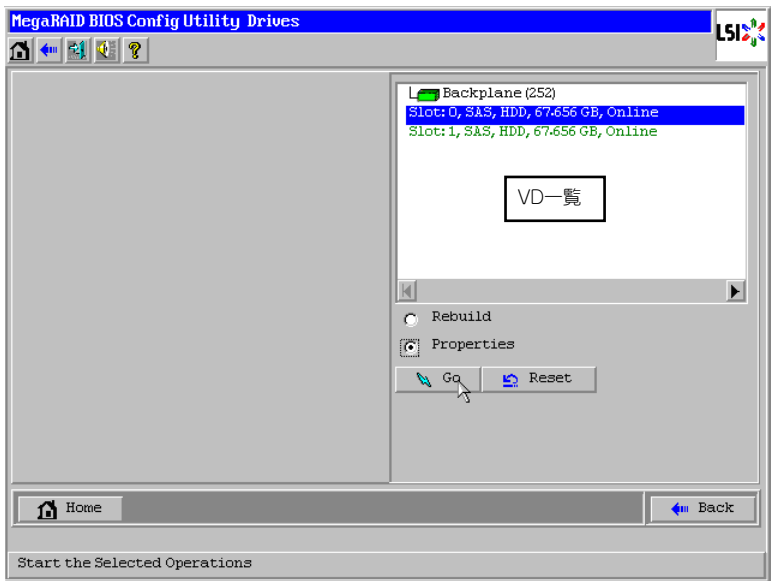 MegaRAID BIOS Config Utility Drives
LSI
Backplane (252)
Slot: 0, SAS, HDD, 67.656 GB, Online
Slot: 1, SAS, HDD, 67.656 GB, Online
VD一覧
Rebuild
Properties
Go
Reset
Home
Back
Start the Selected Operations